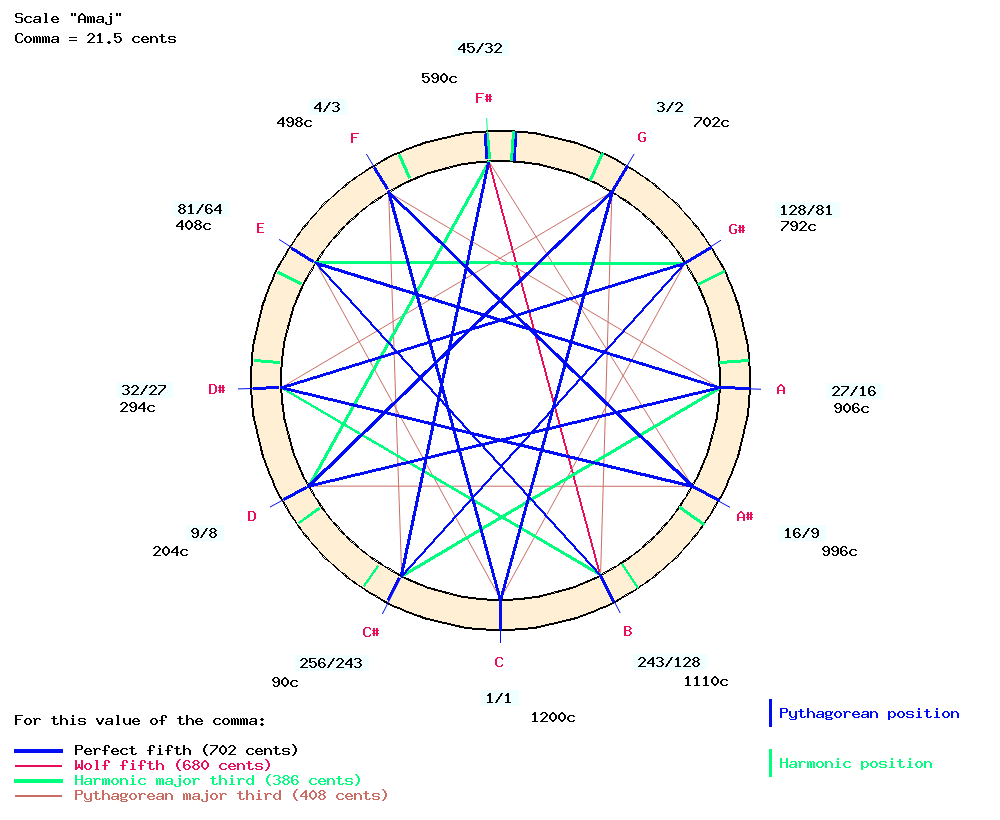 Scale "Amaj"
Comma = 21.5 cents
45/32
590c
F#
4/3
498c
F
3/2
702c
G
81/64
408c
E
128/81
792c
G#
32/27
294c
D#
A
27/16
906c
D
9/8
204c
A#
16/9
996c
C#
256/243
90c
C
1/1
1200c
B
243/128
1110c
For this value of the comma:
Perfect fifth (702 cents)
Wolf fifth (680 cents)
Harmonic major third (386 cents)
Pythagorean major third (408 cents)
Pythagorean position
Harmonic position